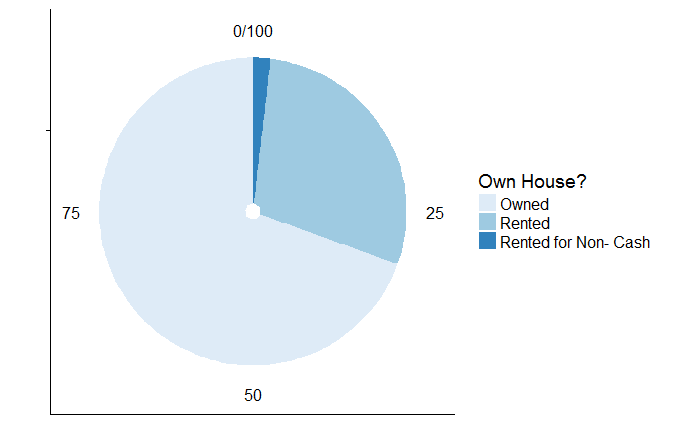 0/100
75
25
50
Own House?
Owned
Rented
Rented for Non- Cash